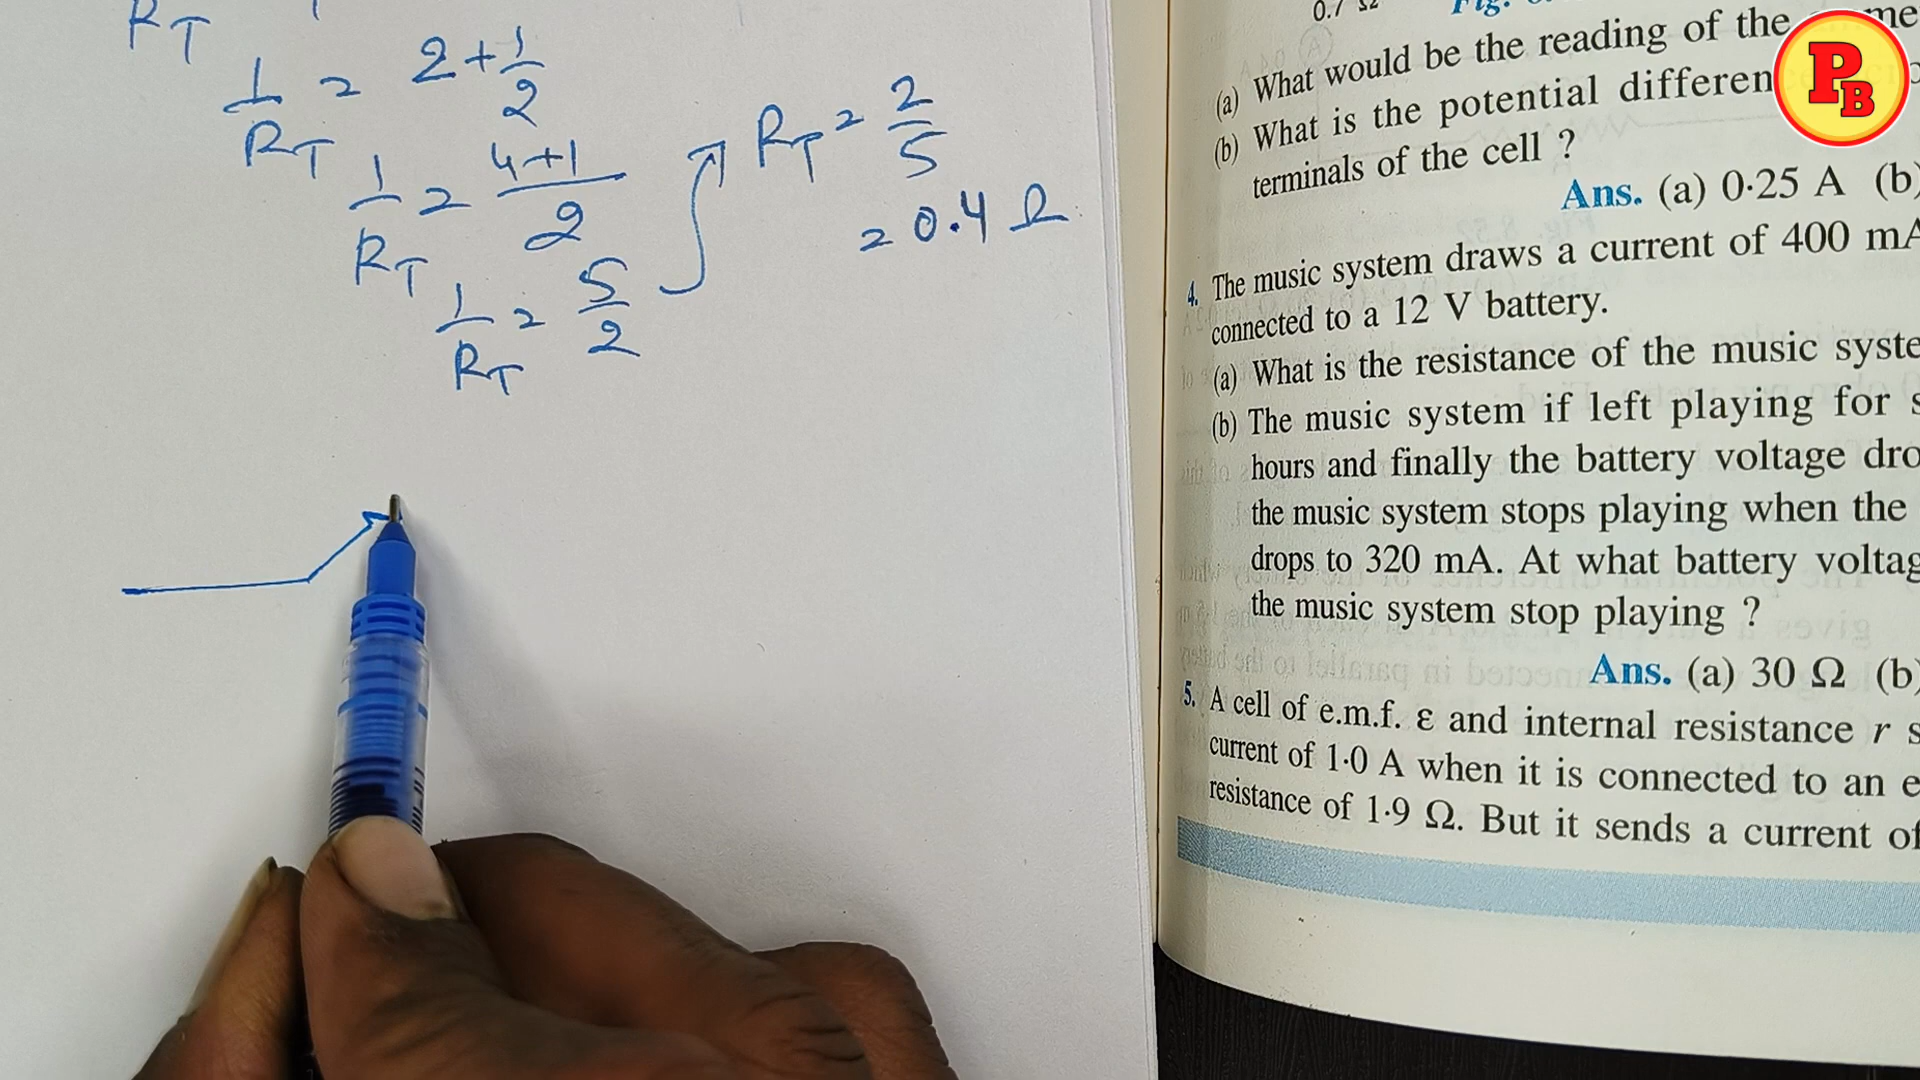 RT
1/RT = 2 + 1/2
1/RT = 4+1/2
1/RT = 5/2
RT = 2/5
= 0.4 Ω
0.7 Ω Fig.
(a) What would be the reading of the
(b) What is the potential differen
terminals of the cell ?
Ans. (a) 0·25 A (b)
4. The music system draws a current of 400 mA
connected to a 12 V battery.
(a) What is the resistance of the music syste
(b) The music system if left playing for s
hours and finally the battery voltage dro
the music system stops playing when the
drops to 320 mA. At what battery voltag
the music system stop playing ?
Ans. (a) 30 Ω (b)
5. A cell of e.m.f. ε and internal resistance r s
current of 1·0 A when it is connected to an e
resistance of 1·9 Ω. But it sends a current of
PB